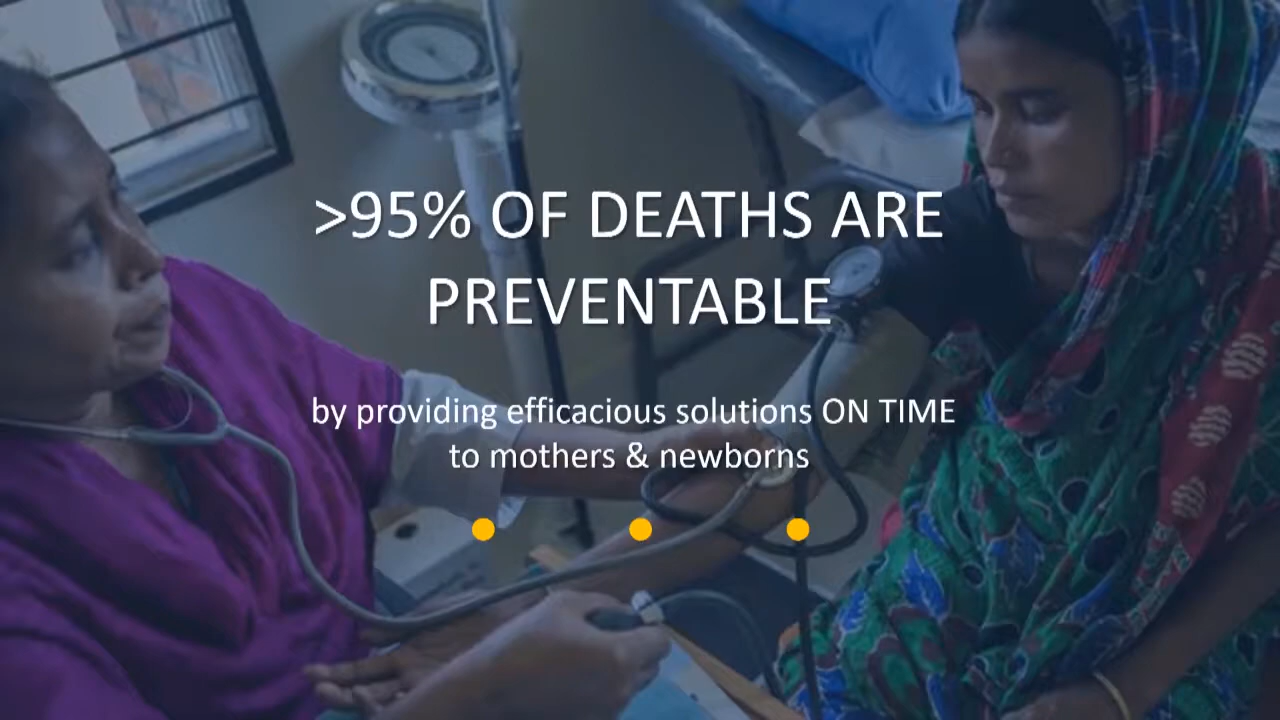 >95% OF DEATHS ARE
PREVENTABLE
by providing efficacious solutions ON TIME
to mothers & newborns